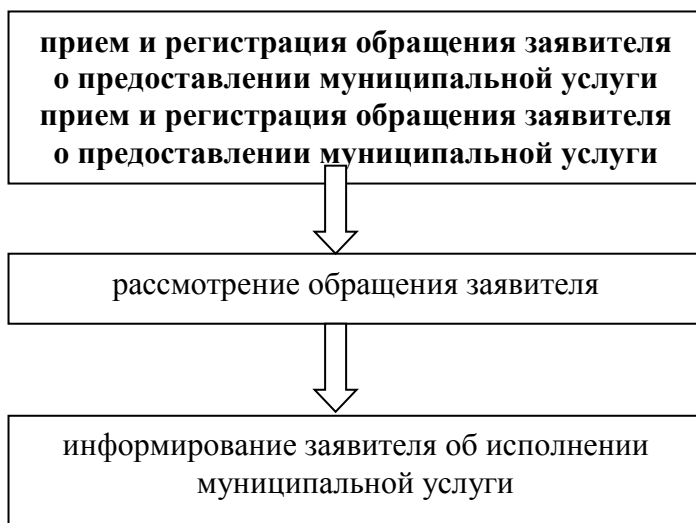 прием и регистрация обращения заявителя
о предоставлении муниципальной услуги
прием и регистрация обращения заявителя
о предоставлении муниципальной услуги
рассмотрение обращения заявителя
информирование заявителя об исполнении
муниципальной услуги